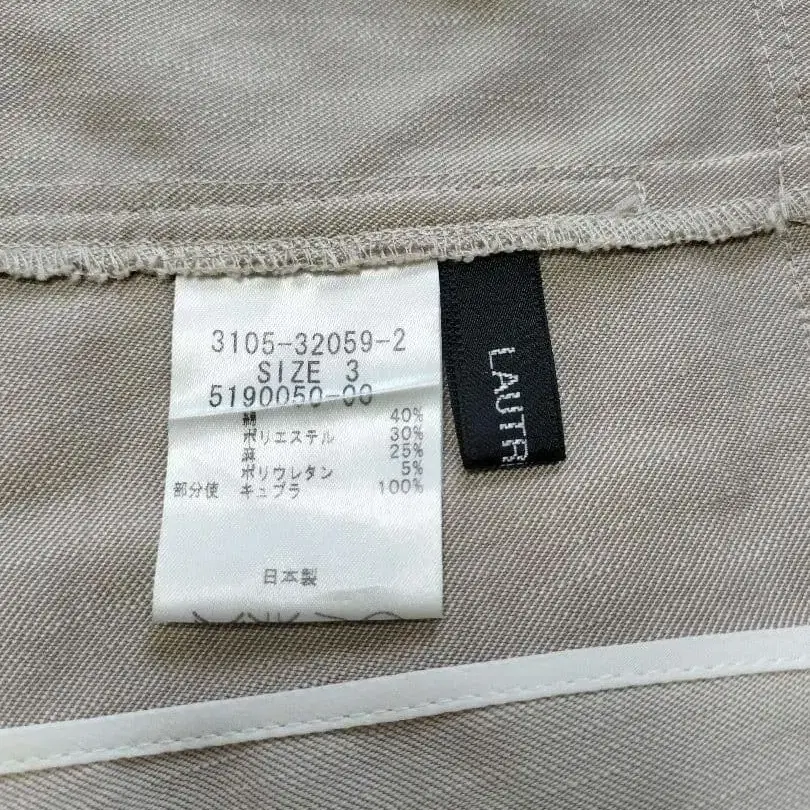 3105-32059-2
SIZE 3
5190050-00
綿 40%
ポリエステル 30%
麻 25%
ポリウレタン 5%
部分使 キュプラ 100%
日本製
LAUTR